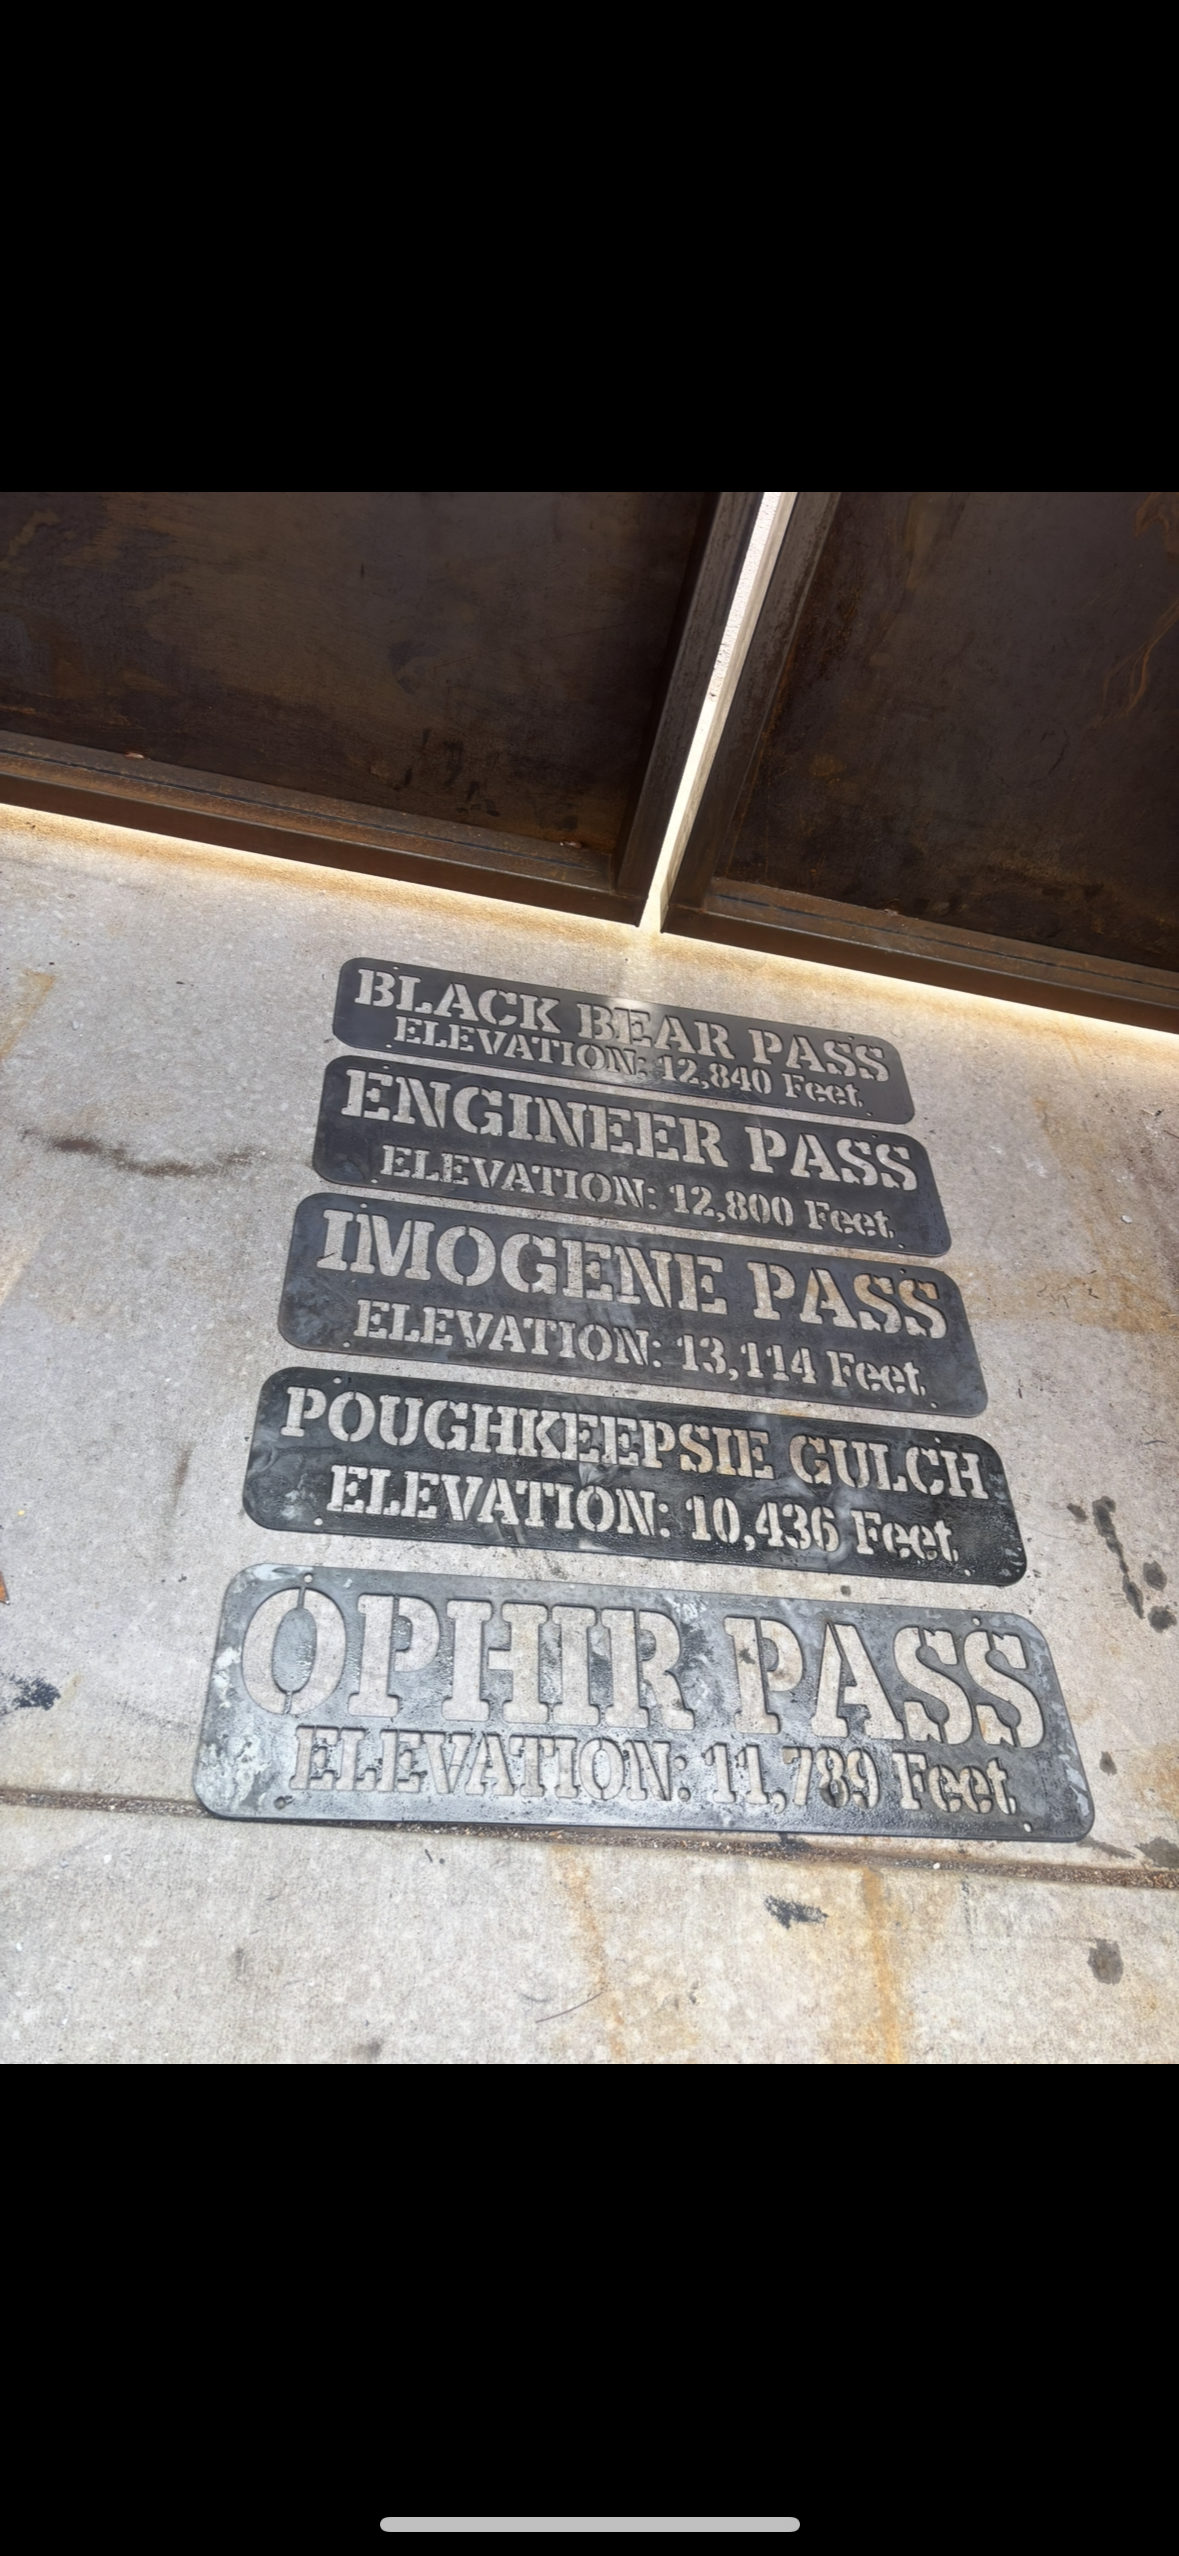 BLACK BEAR PASS
ELEVATION: 12,840 Feet
ENGINEER PASS
ELEVATION: 12,800 Feet
IMOGENE PASS
ELEVATION: 13,114 Feet
POUGHKEEPSIE GULCH
ELEVATION: 10,436 Feet
OPHIR PASS
ELEVATION: 11,789 Feet